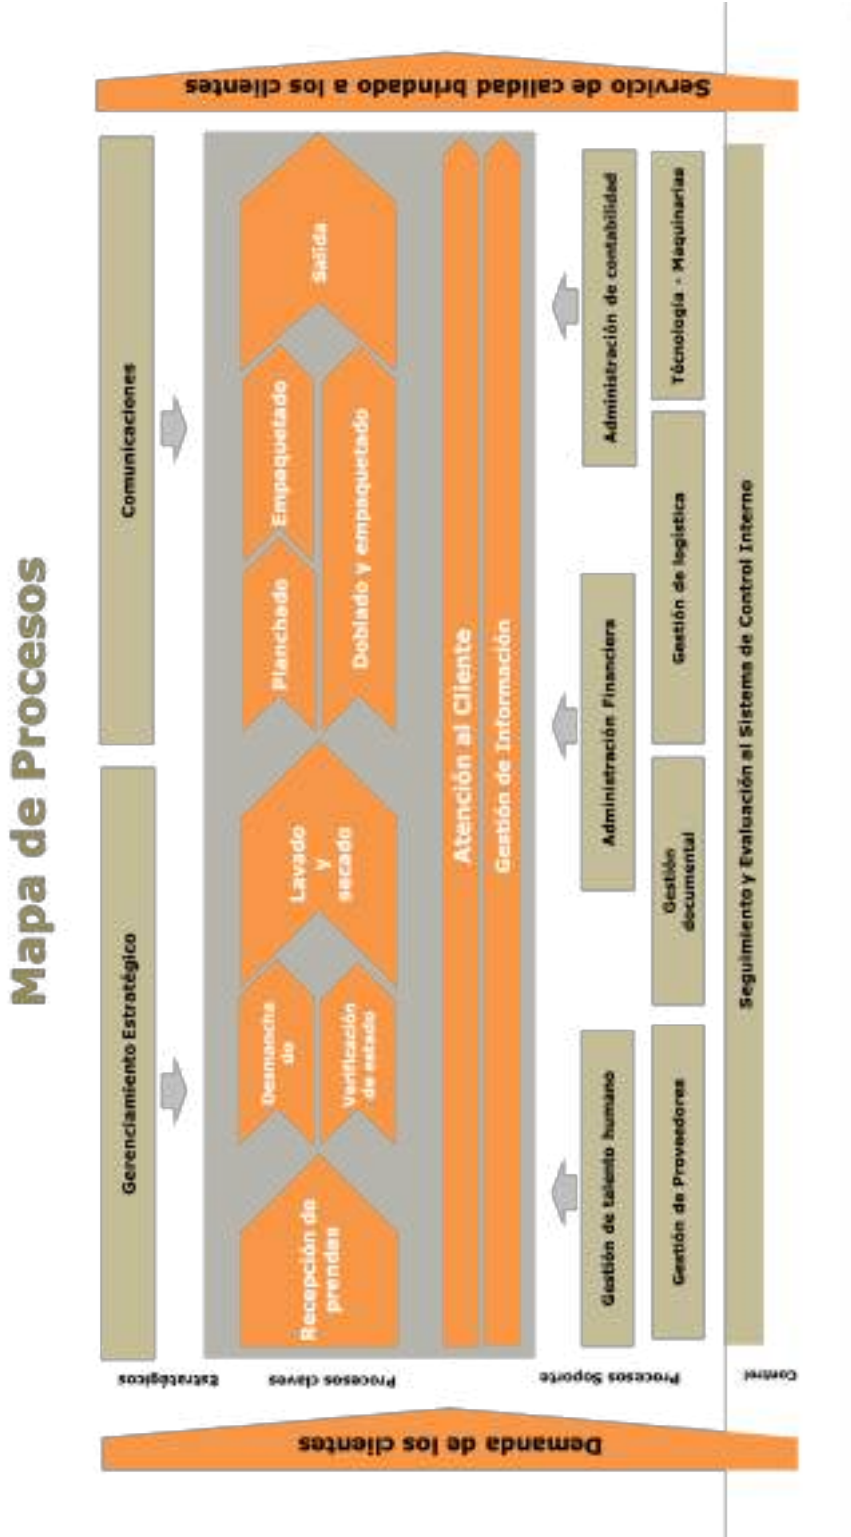 Mapa de Procesos
Demanda de los clientes
Estratégicos
Gerenciamiento Estratégico
Comunicaciones
Procesos claves
Recepción de
prendas
Desmancha
do
Verificación
de estado
Lavado
y
secado
Planchado
Empaquetado
Doblado y empaquetado
Salida
Atención al Cliente
Gestión de Información
Procesos Soporte
Gestión de talento humano
Administración Financiera
Administración de contabilidad
Gestión de Proveedores
Gestión
documental
Gestión de logística
Técnología - Maquinarias
Control
Seguimiento y Evaluación al Sistema de Control Interno
Servicio de calidad brindado a los clientes